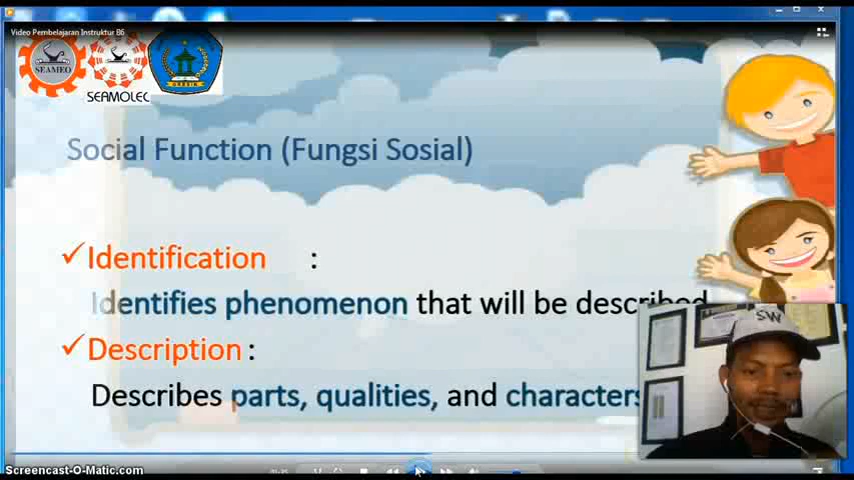 Video Pembelajaran Instruktur 86
SEAMEO
SEAMOLEC
GRESIK
Social Function (Fungsi Sosial)
✓Identification :
Identifies phenomenon that will be described
✓Description :
Describes parts, qualities, and characters
SW
Screencast-O-Matic.com